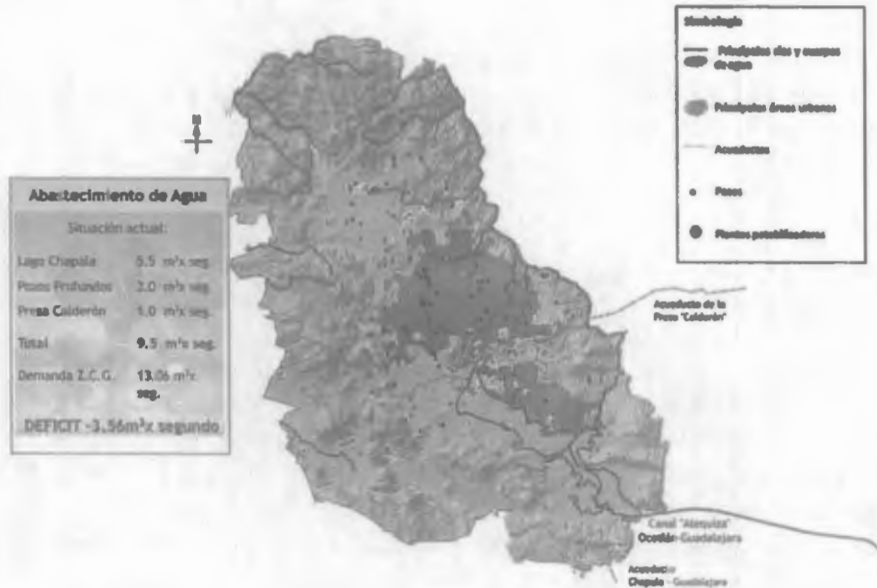 Simbología
Principales ríos y cuerpos
de agua
Principales áreas urbanas
Acueductos
Pozos
Plantas potabilizadoras
N
Abastecimiento de Agua
Situación actual:
Lago Chapala 5.5 m³x seg.
Pozos Profundos 3.0 m³x seg
Presa Calderón 1.0 m³x seg.
Total 9.5 m³x seg.
Demanda Z.C.G. 13.06 m³x
seg.
DEFICIT -3.56m³x segundo
Acueducto de la
Presa "Calderón"
Canal "Atequiza"
Ocotlán-Guadalajara
Acueducto
Chapala - Guadalajara